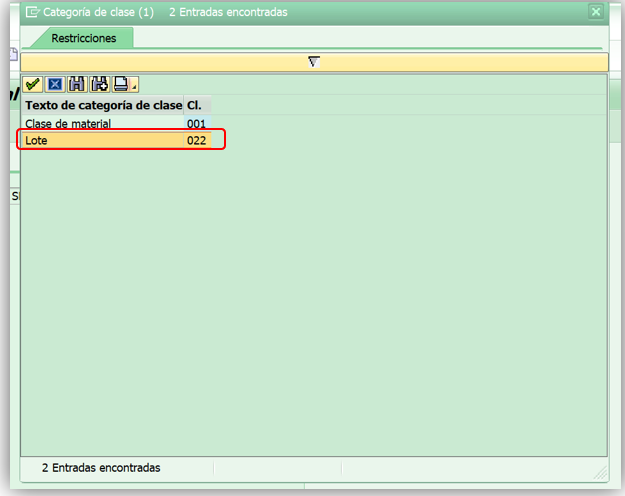 Categoría de clase (1) 2 Entradas encontradas
Restricciones
Texto de categoría de clase Cl.
Clase de material 001
Lote 022
2 Entradas encontradas